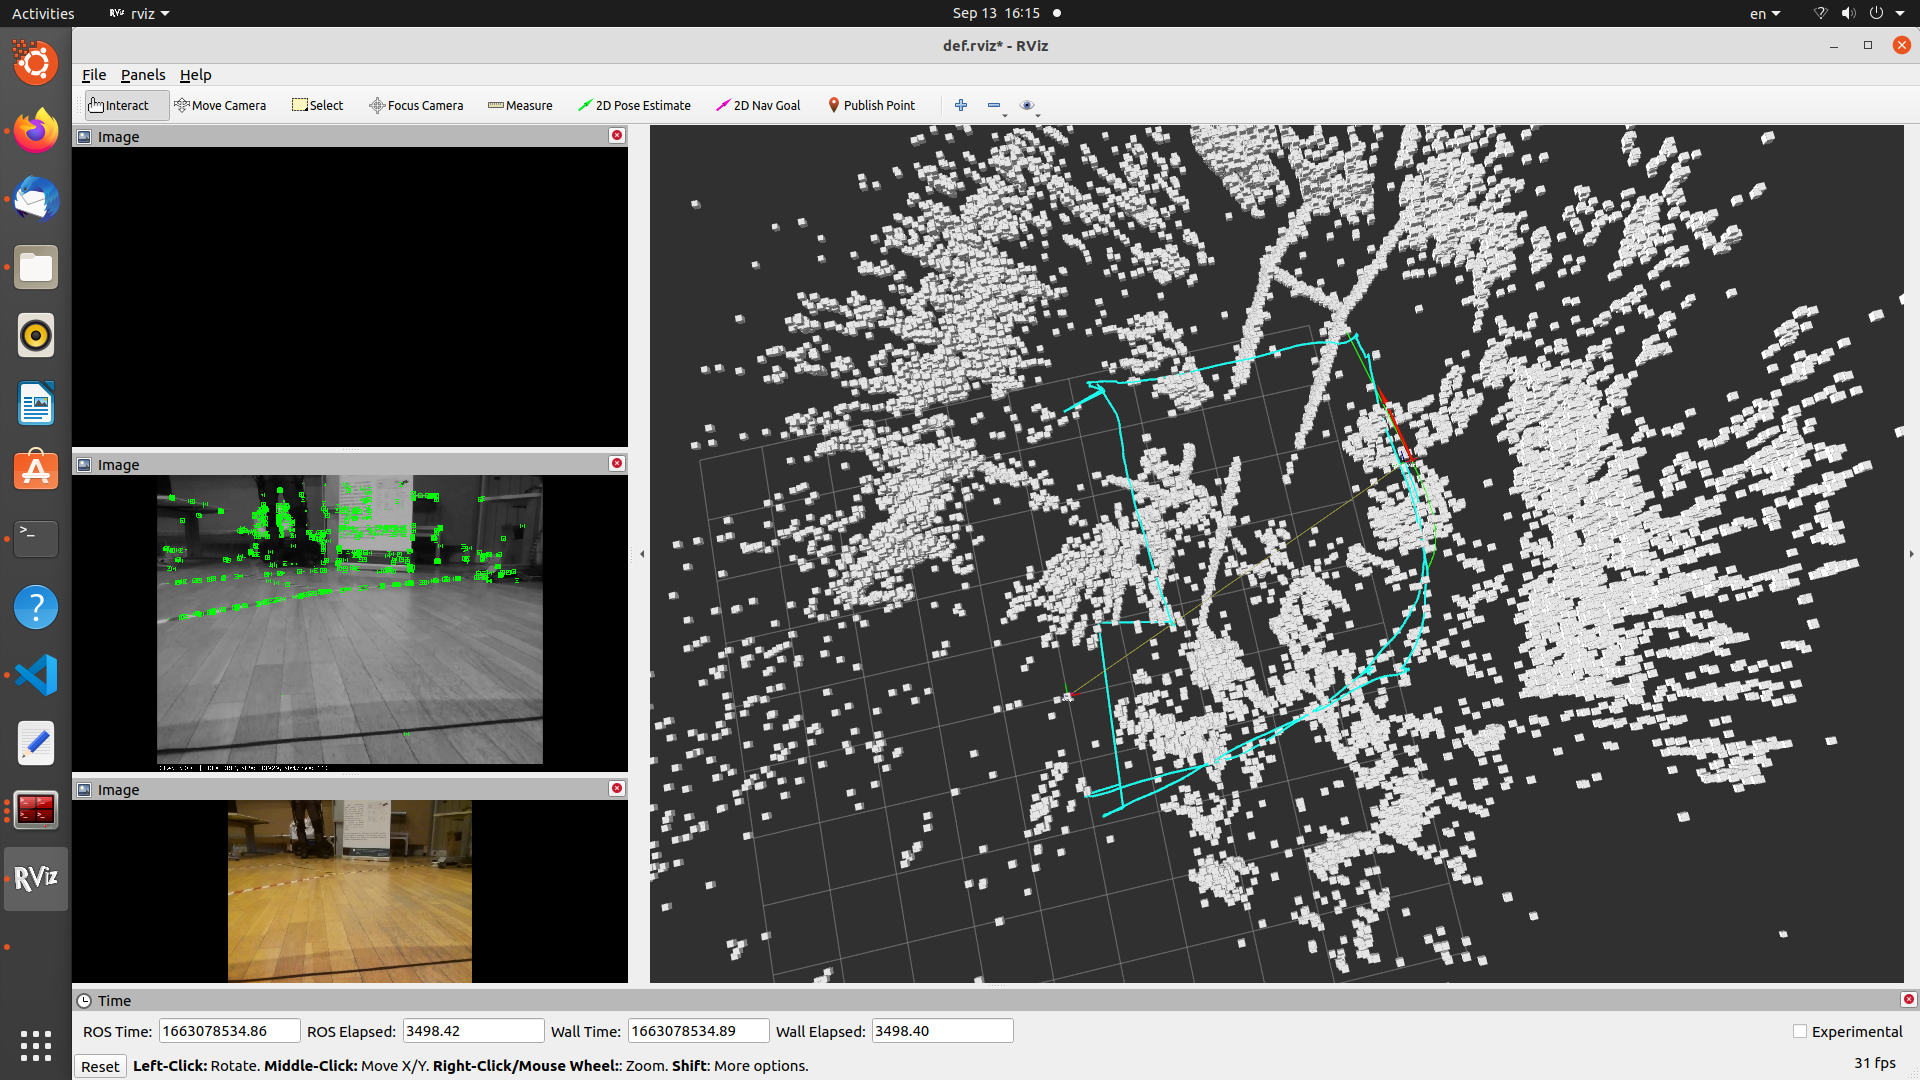 Activities
RViz rviz
Sep 13 16:15
en
def.rviz* - RViz
File Panels Help
Interact Move Camera Select Focus Camera Measure 2D Pose Estimate 2D Nav Goal Publish Point
Image
Image
Image
RViz
Time
ROS Time: 1663078534.86 ROS Elapsed: 3498.42 Wall Time: 1663078534.89 Wall Elapsed: 3498.40 Experimental
Reset Left-Click: Rotate. Middle-Click: Move X/Y. Right-Click/Mouse Wheel:: Zoom. Shift: More options. 31 fps